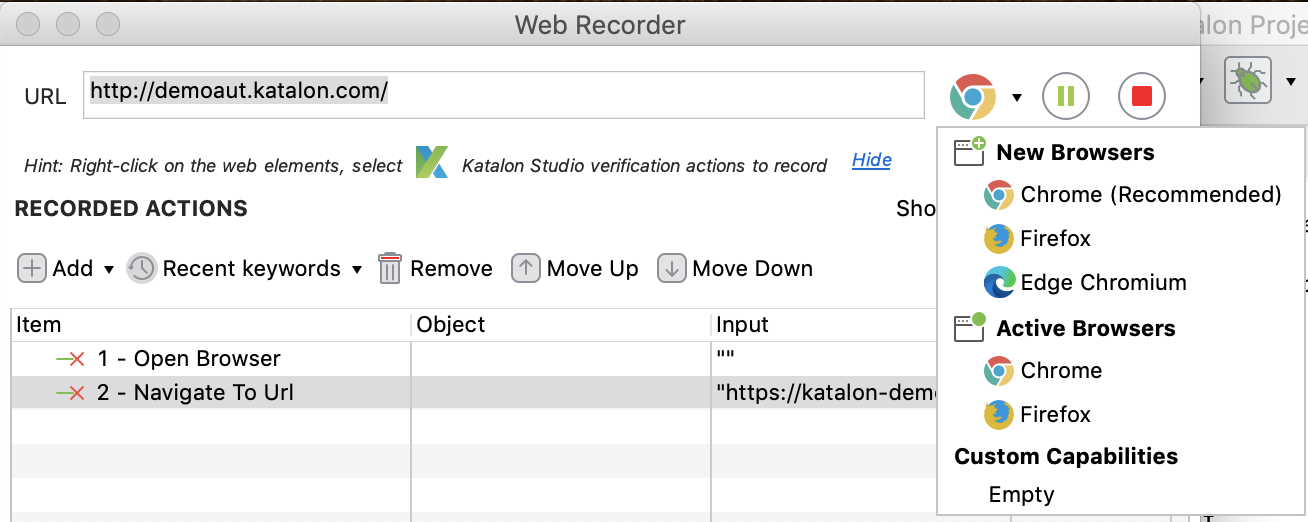 Web Recorder
alon Proje
URL
http://demoaut.katalon.com/
Hint: Right-click on the web elements, select Katalon Studio verification actions to record Hide
RECORDED ACTIONS
Sho
Add Recent keywords Remove Move Up Move Down
Item Object Input
1 - Open Browser ""
2 - Navigate To Url "https://katalon-demo
New Browsers
Chrome (Recommended)
Firefox
Edge Chromium
Active Browsers
Chrome
Firefox
Custom Capabilities
Empty